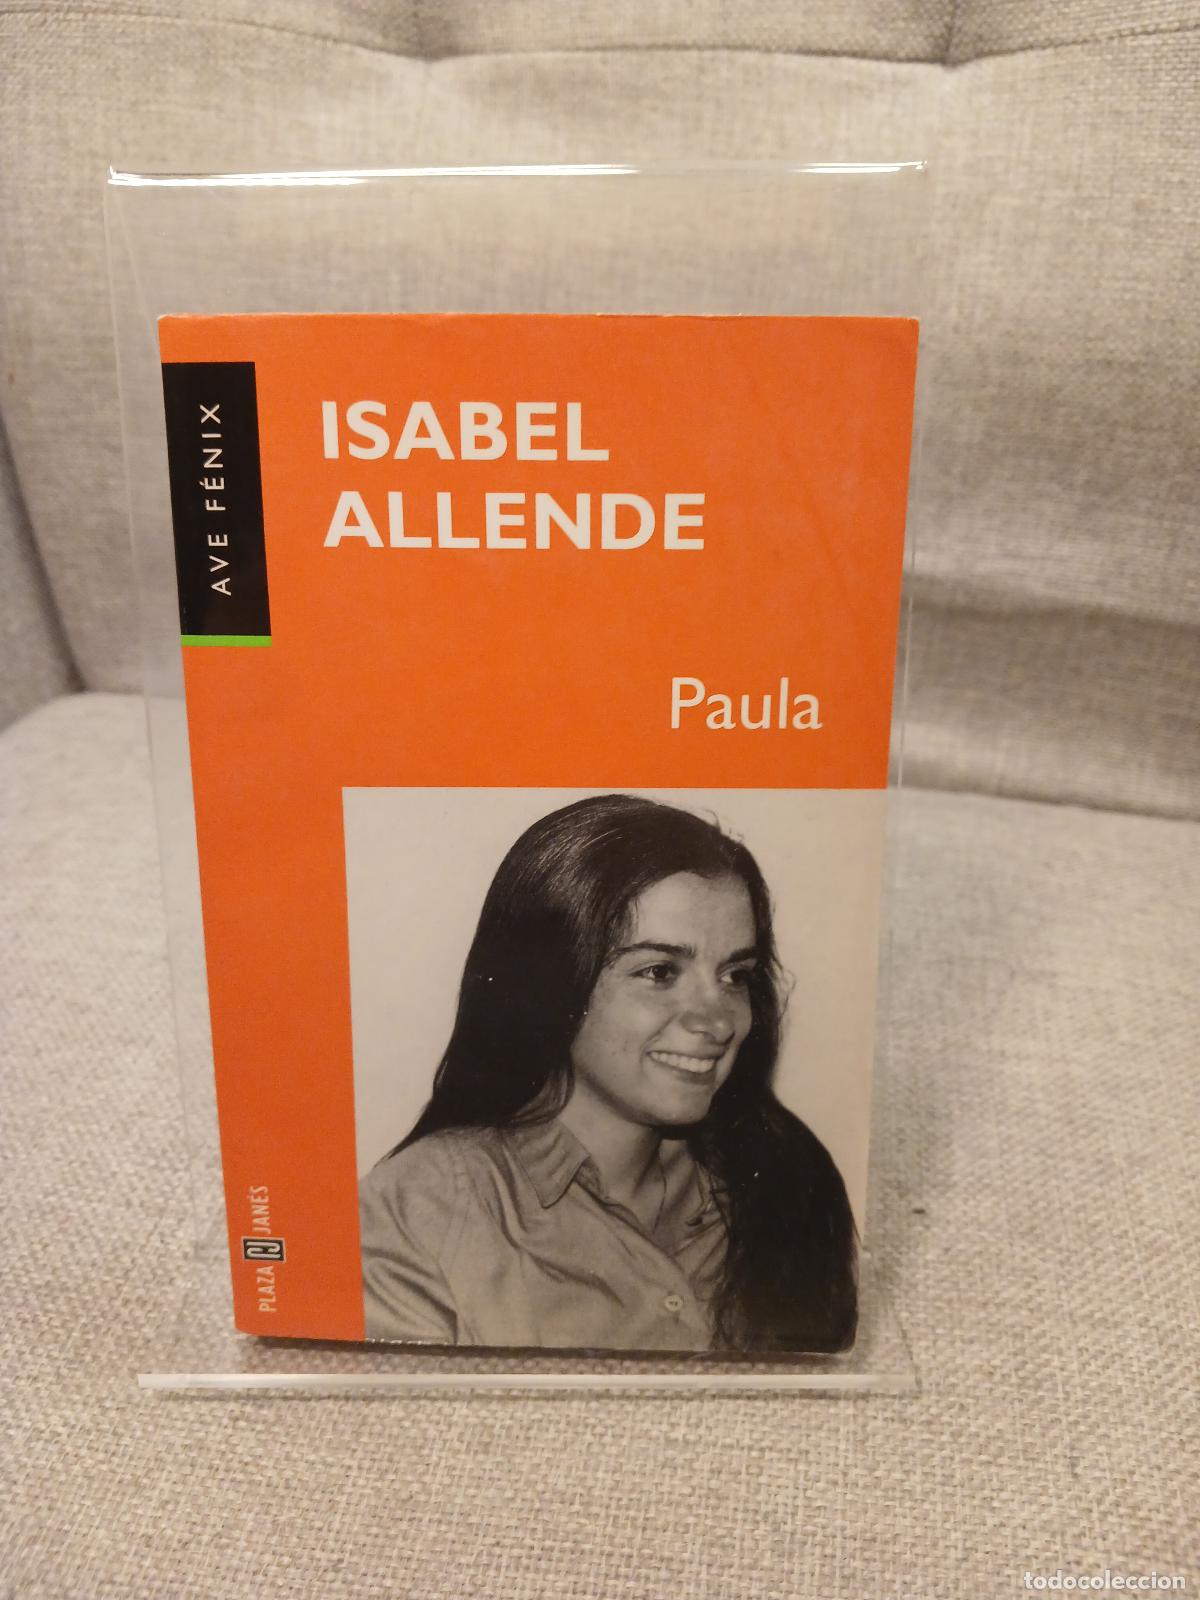 AVE FÉNIX
ISABEL
ALLENDE
Paula
PLAZA JANÉS
todocoleccion